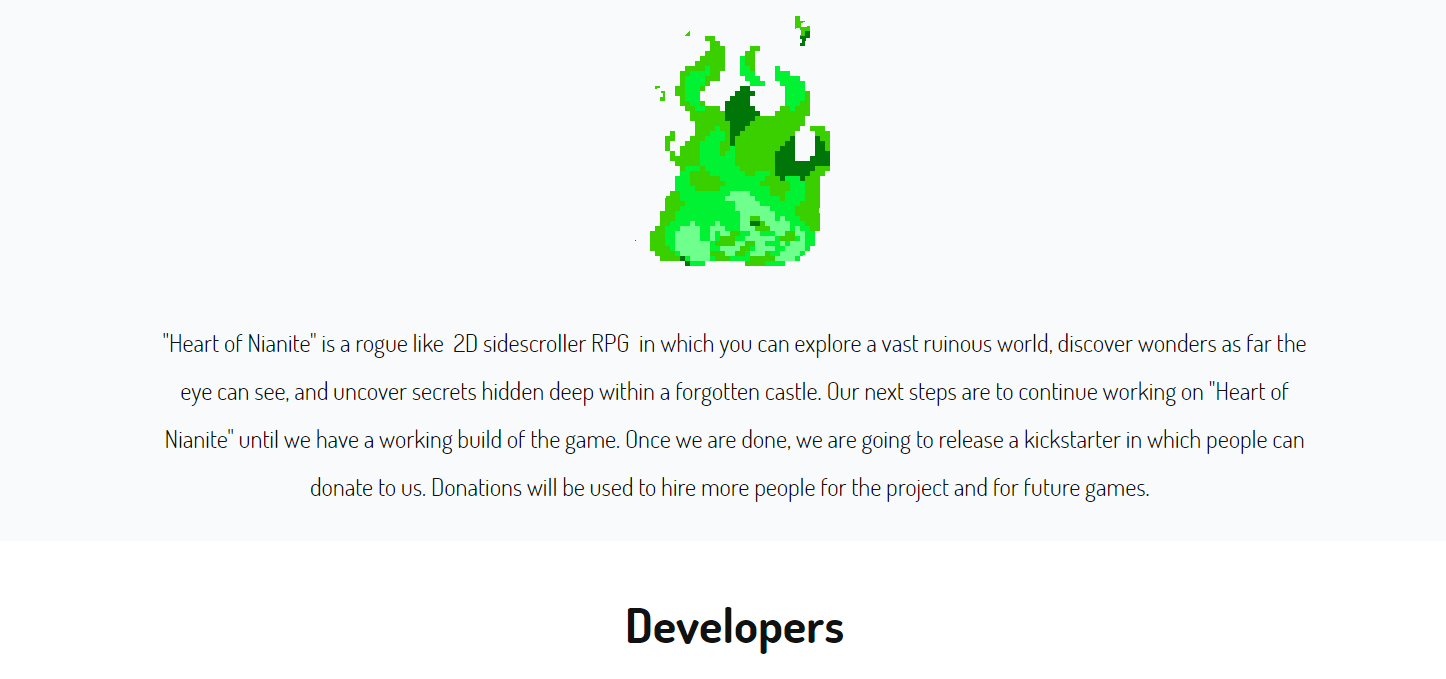 "Heart of Nianite" is a rogue like  2D sidescroller RPG  in which you can explore a vast ruinous world, discover wonders as far the
eye can see, and uncover secrets hidden deep within a forgotten castle. Our next steps are to continue working on "Heart of
Nianite" until we have a working build of the game. Once we are done, we are going to release a kickstarter in which people can
donate to us. Donations will be used to hire more people for the project and for future games.
Developers